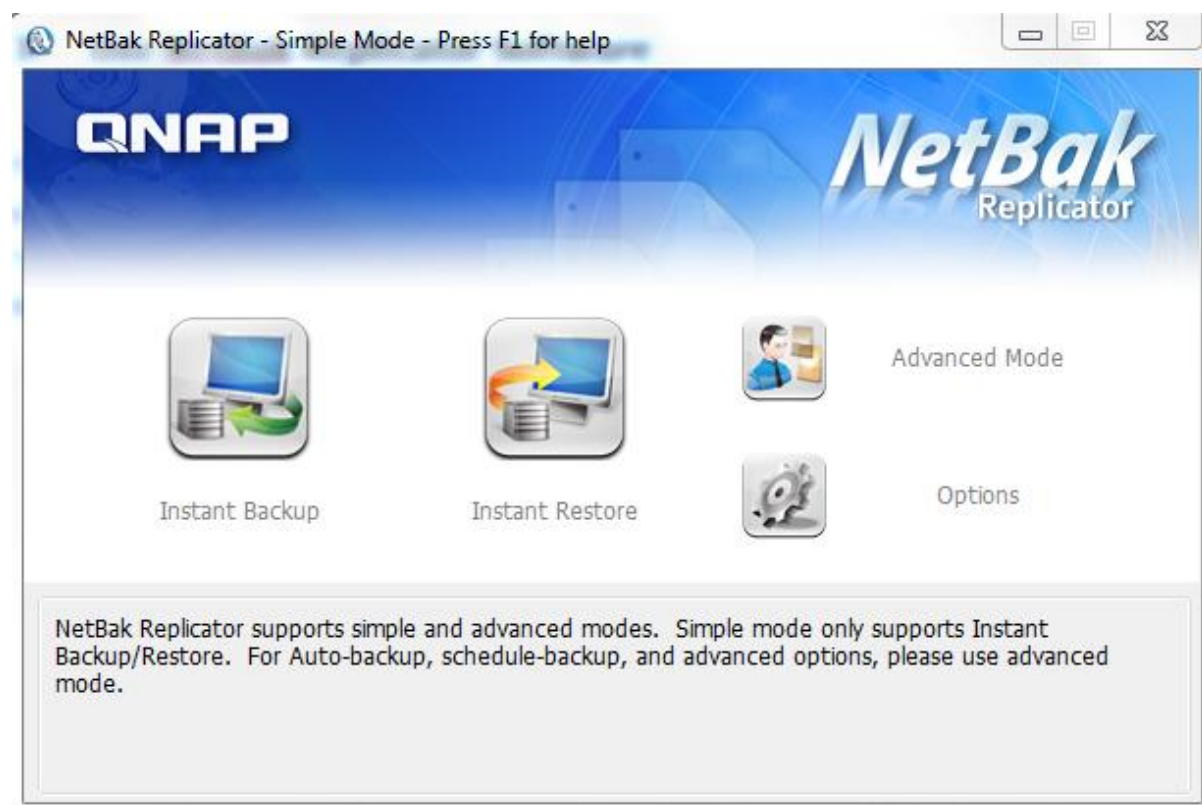 NetBak Replicator - Simple Mode - Press F1 for help
QNAP
NetBak
Replicator
Advanced Mode
Options
Instant Backup
Instant Restore
NetBak Replicator supports simple and advanced modes.  Simple mode only supports Instant
Backup/Restore.  For Auto-backup, schedule-backup, and advanced options, please use advanced
mode.